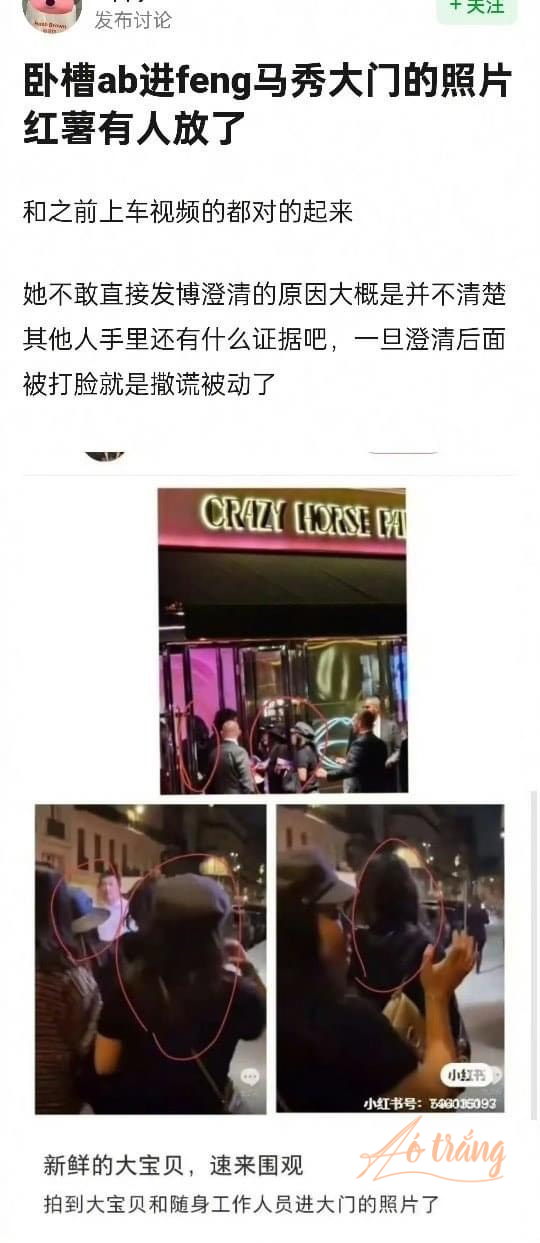 发布讨论
+ 关注
卧槽ab进feng马秀大门的照片
红薯有人放了
和之前上车视频的都对的起来
她不敢直接发博澄清的原因大概是并不清楚
其他人手里还有什么证据吧，一旦澄清后面
被打脸就是撒谎被动了
CRAZY HORSE PA
小红书
小红书号：
新鲜的大宝贝，速来围观
Áo trắng
拍到大宝贝和随身工作人员进大门的照片了